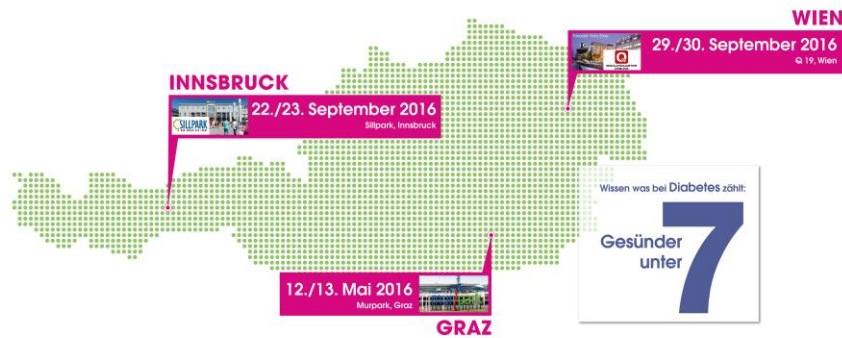 WIEN
29./30. September 2016
Q 19, Wien
Q
INNSBRUCK
22./23. September 2016
Sillpark, Innsbruck
SILLPARK
Wissen was bei Diabetes zählt:
Gesünder
unter
7
12./13. Mai 2016
Murpark, Graz
GRAZ